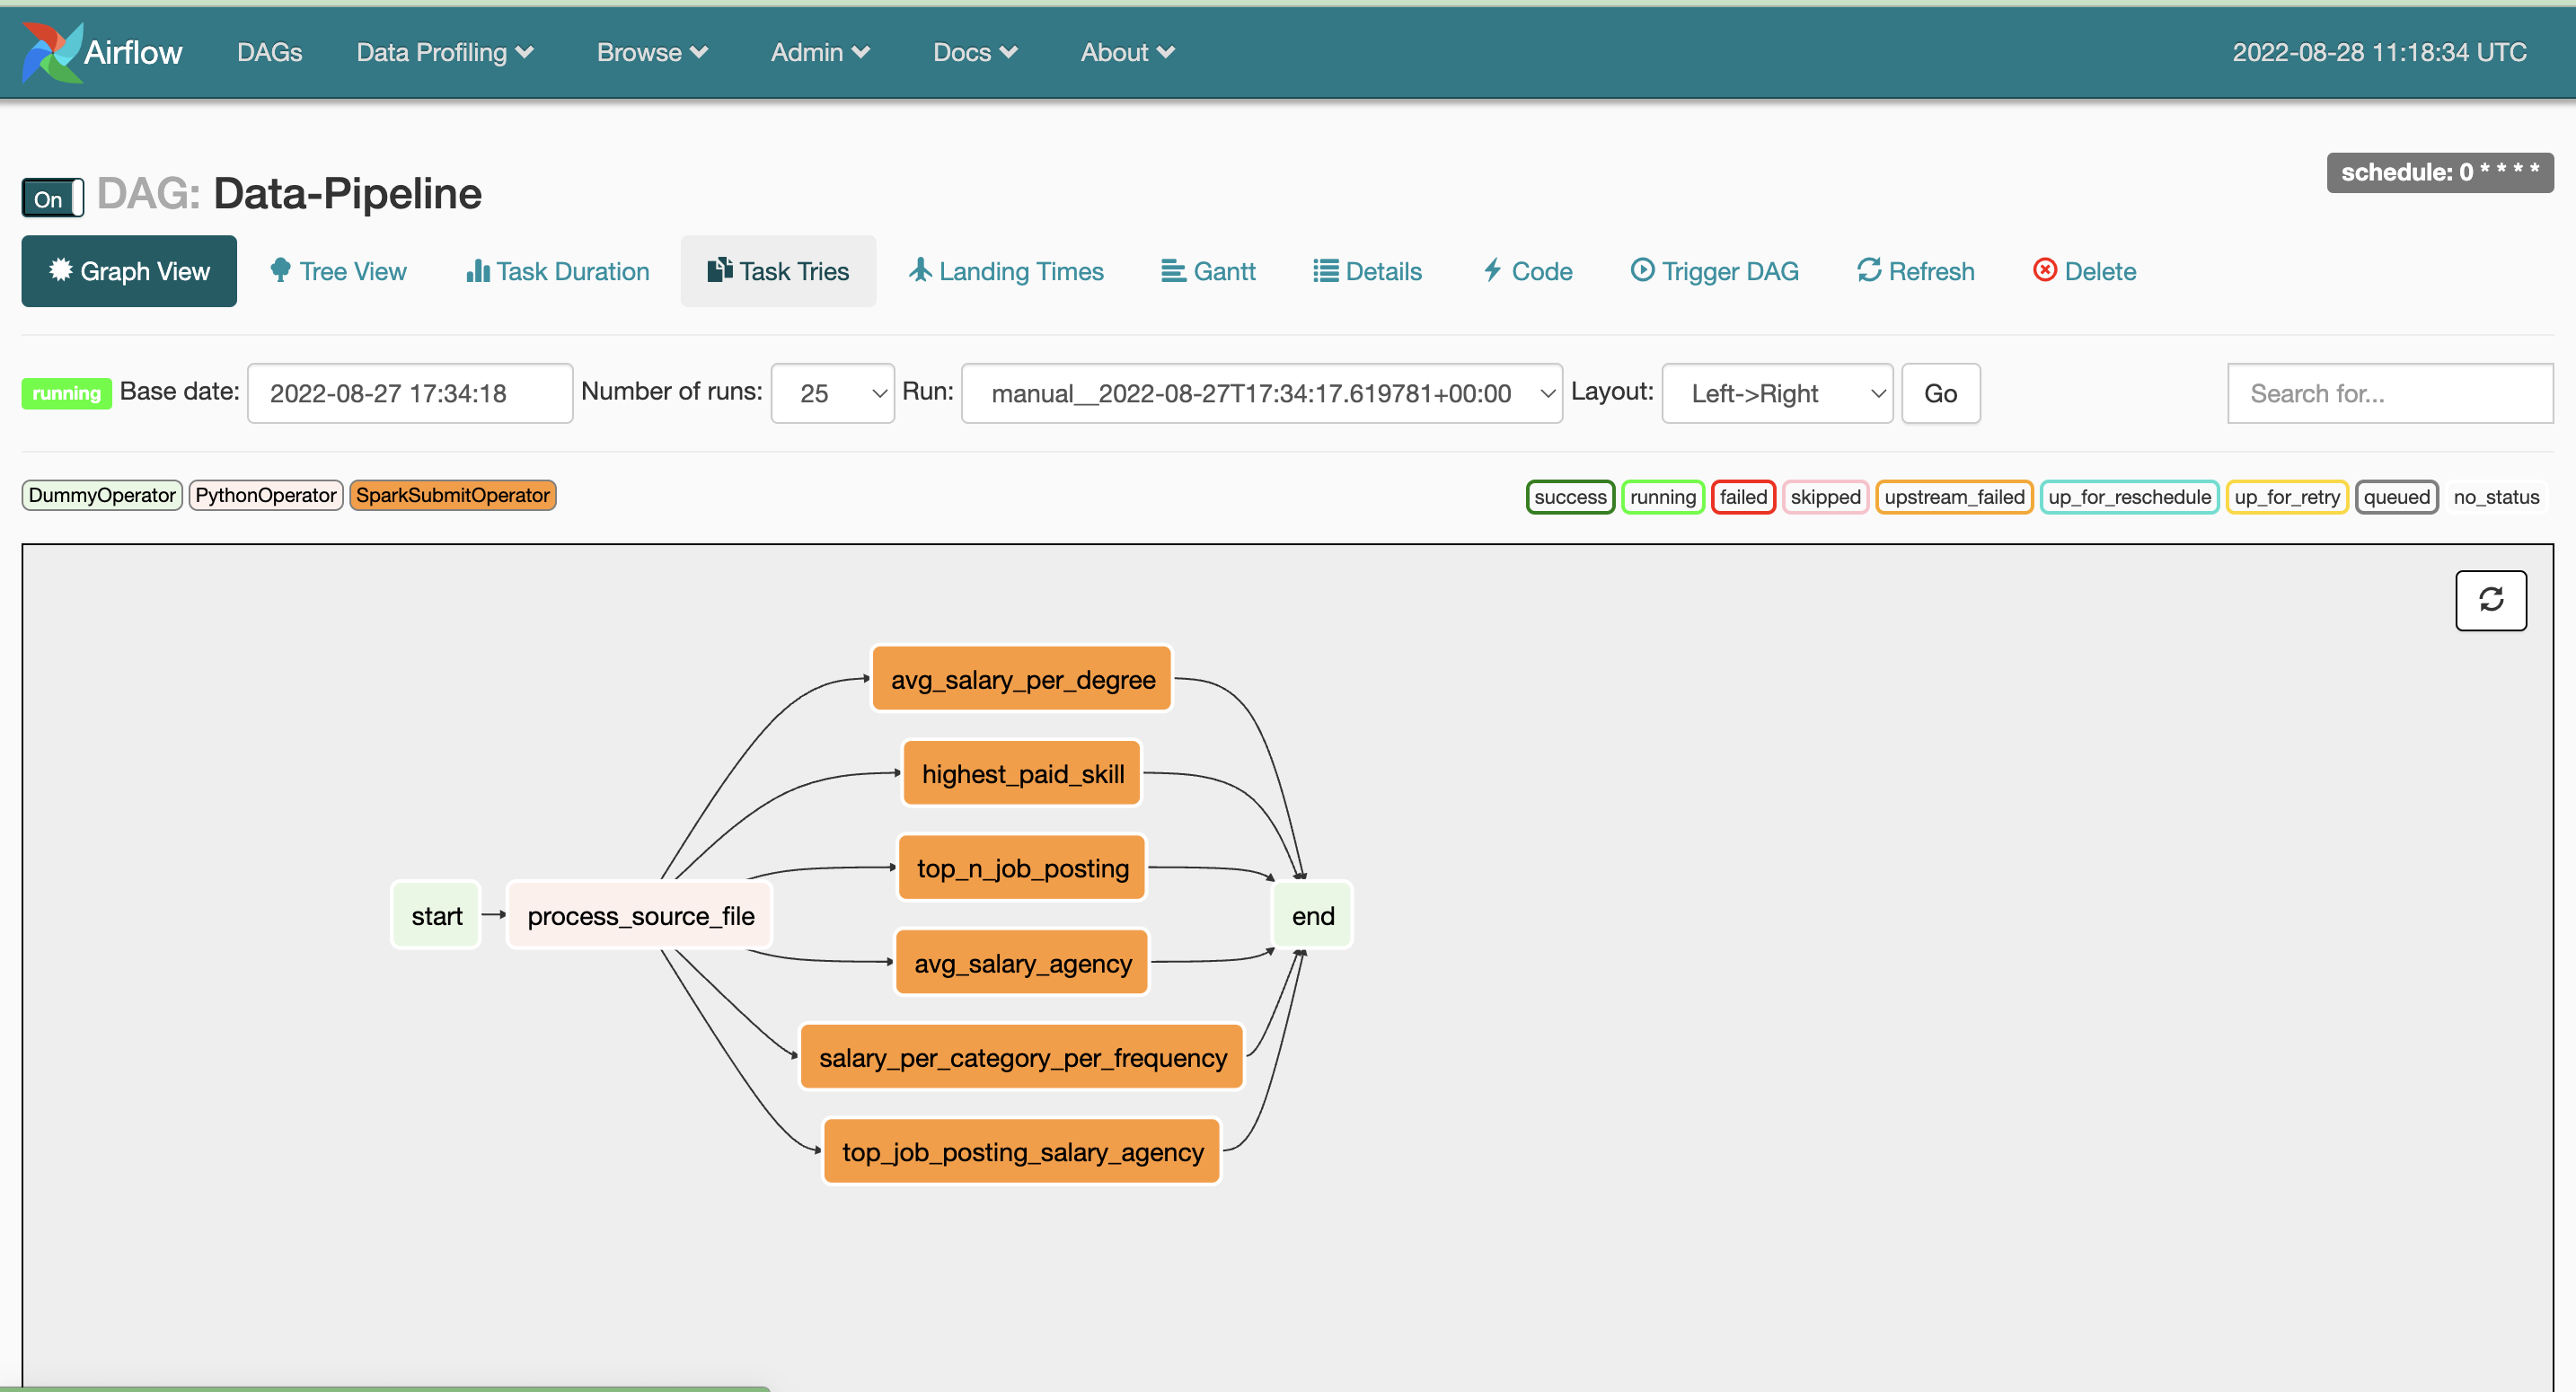 Airflow DAGs Data Profiling Browse Admin Docs About 2022-08-28 11:18:34 UTC
schedule: 0 * * * *
On DAG: Data-Pipeline
Graph View Tree View Task Duration Task Tries Landing Times Gantt Details Code Trigger DAG Refresh Delete
running Base date: 2022-08-27 17:34:18 Number of runs: 25 Run: manual__2022-08-27T17:34:17.619781+00:00 Layout: Left->Right Go Search for...
DummyOperator PythonOperator SparkSubmitOperator success running failed skipped upstream_failed up_for_reschedule up_for_retry queued no_status
avg_salary_per_degree
highest_paid_skill
top_n_job_posting
start process_source_file end
avg_salary_agency
salary_per_category_per_frequency
top_job_posting_salary_agency